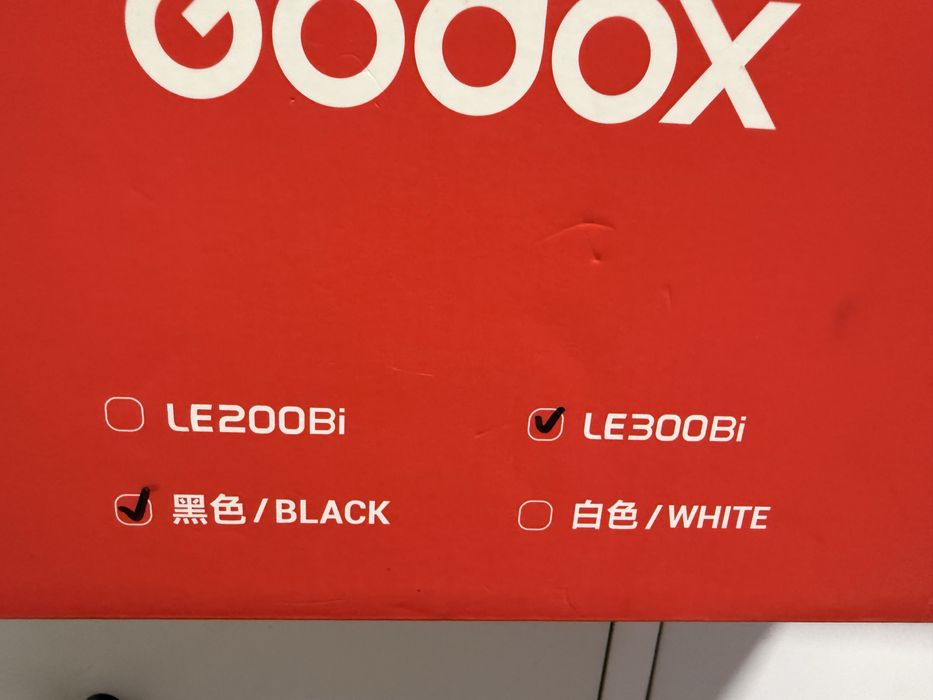 Godox
LE200Bi
LE300Bi
黑色/BLACK
白色/WHITE